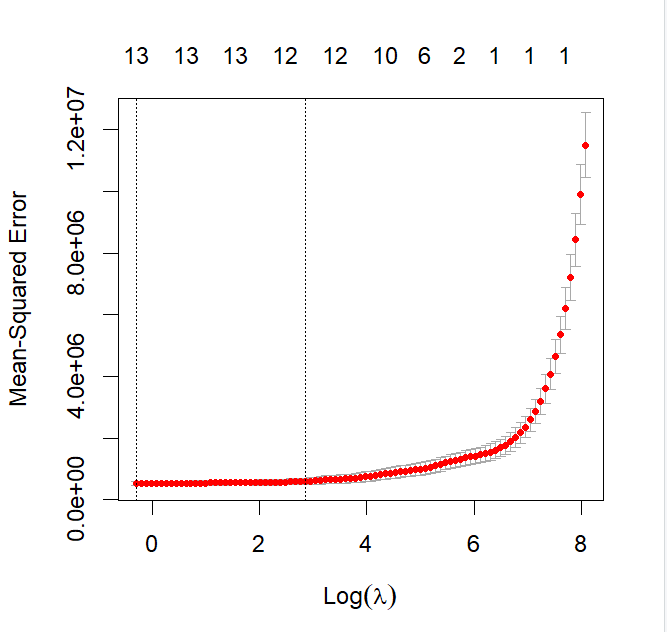 13 13 13 12 12 10 6 2 1 1 1
1.2e+07
8.0e+06
4.0e+06
0.0e+00
Mean-Squared Error
0 2 4 6 8
Log(λ)